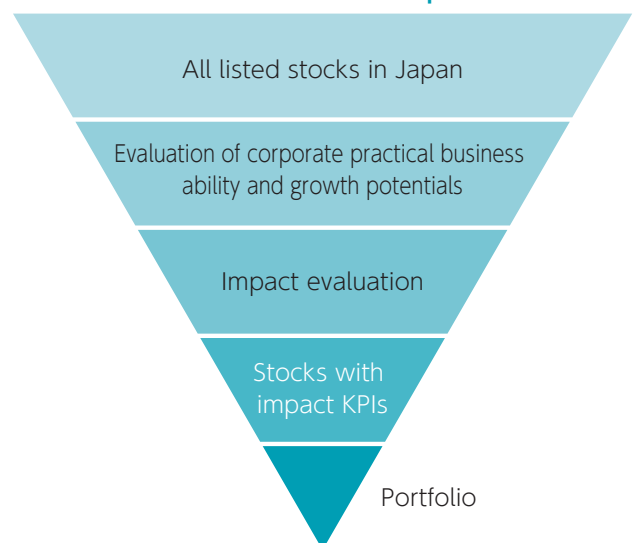 All listed stocks in Japan
Evaluation of corporate practical business
ability and growth potentials
Impact evaluation
Stocks with
impact KPIs
Portfolio